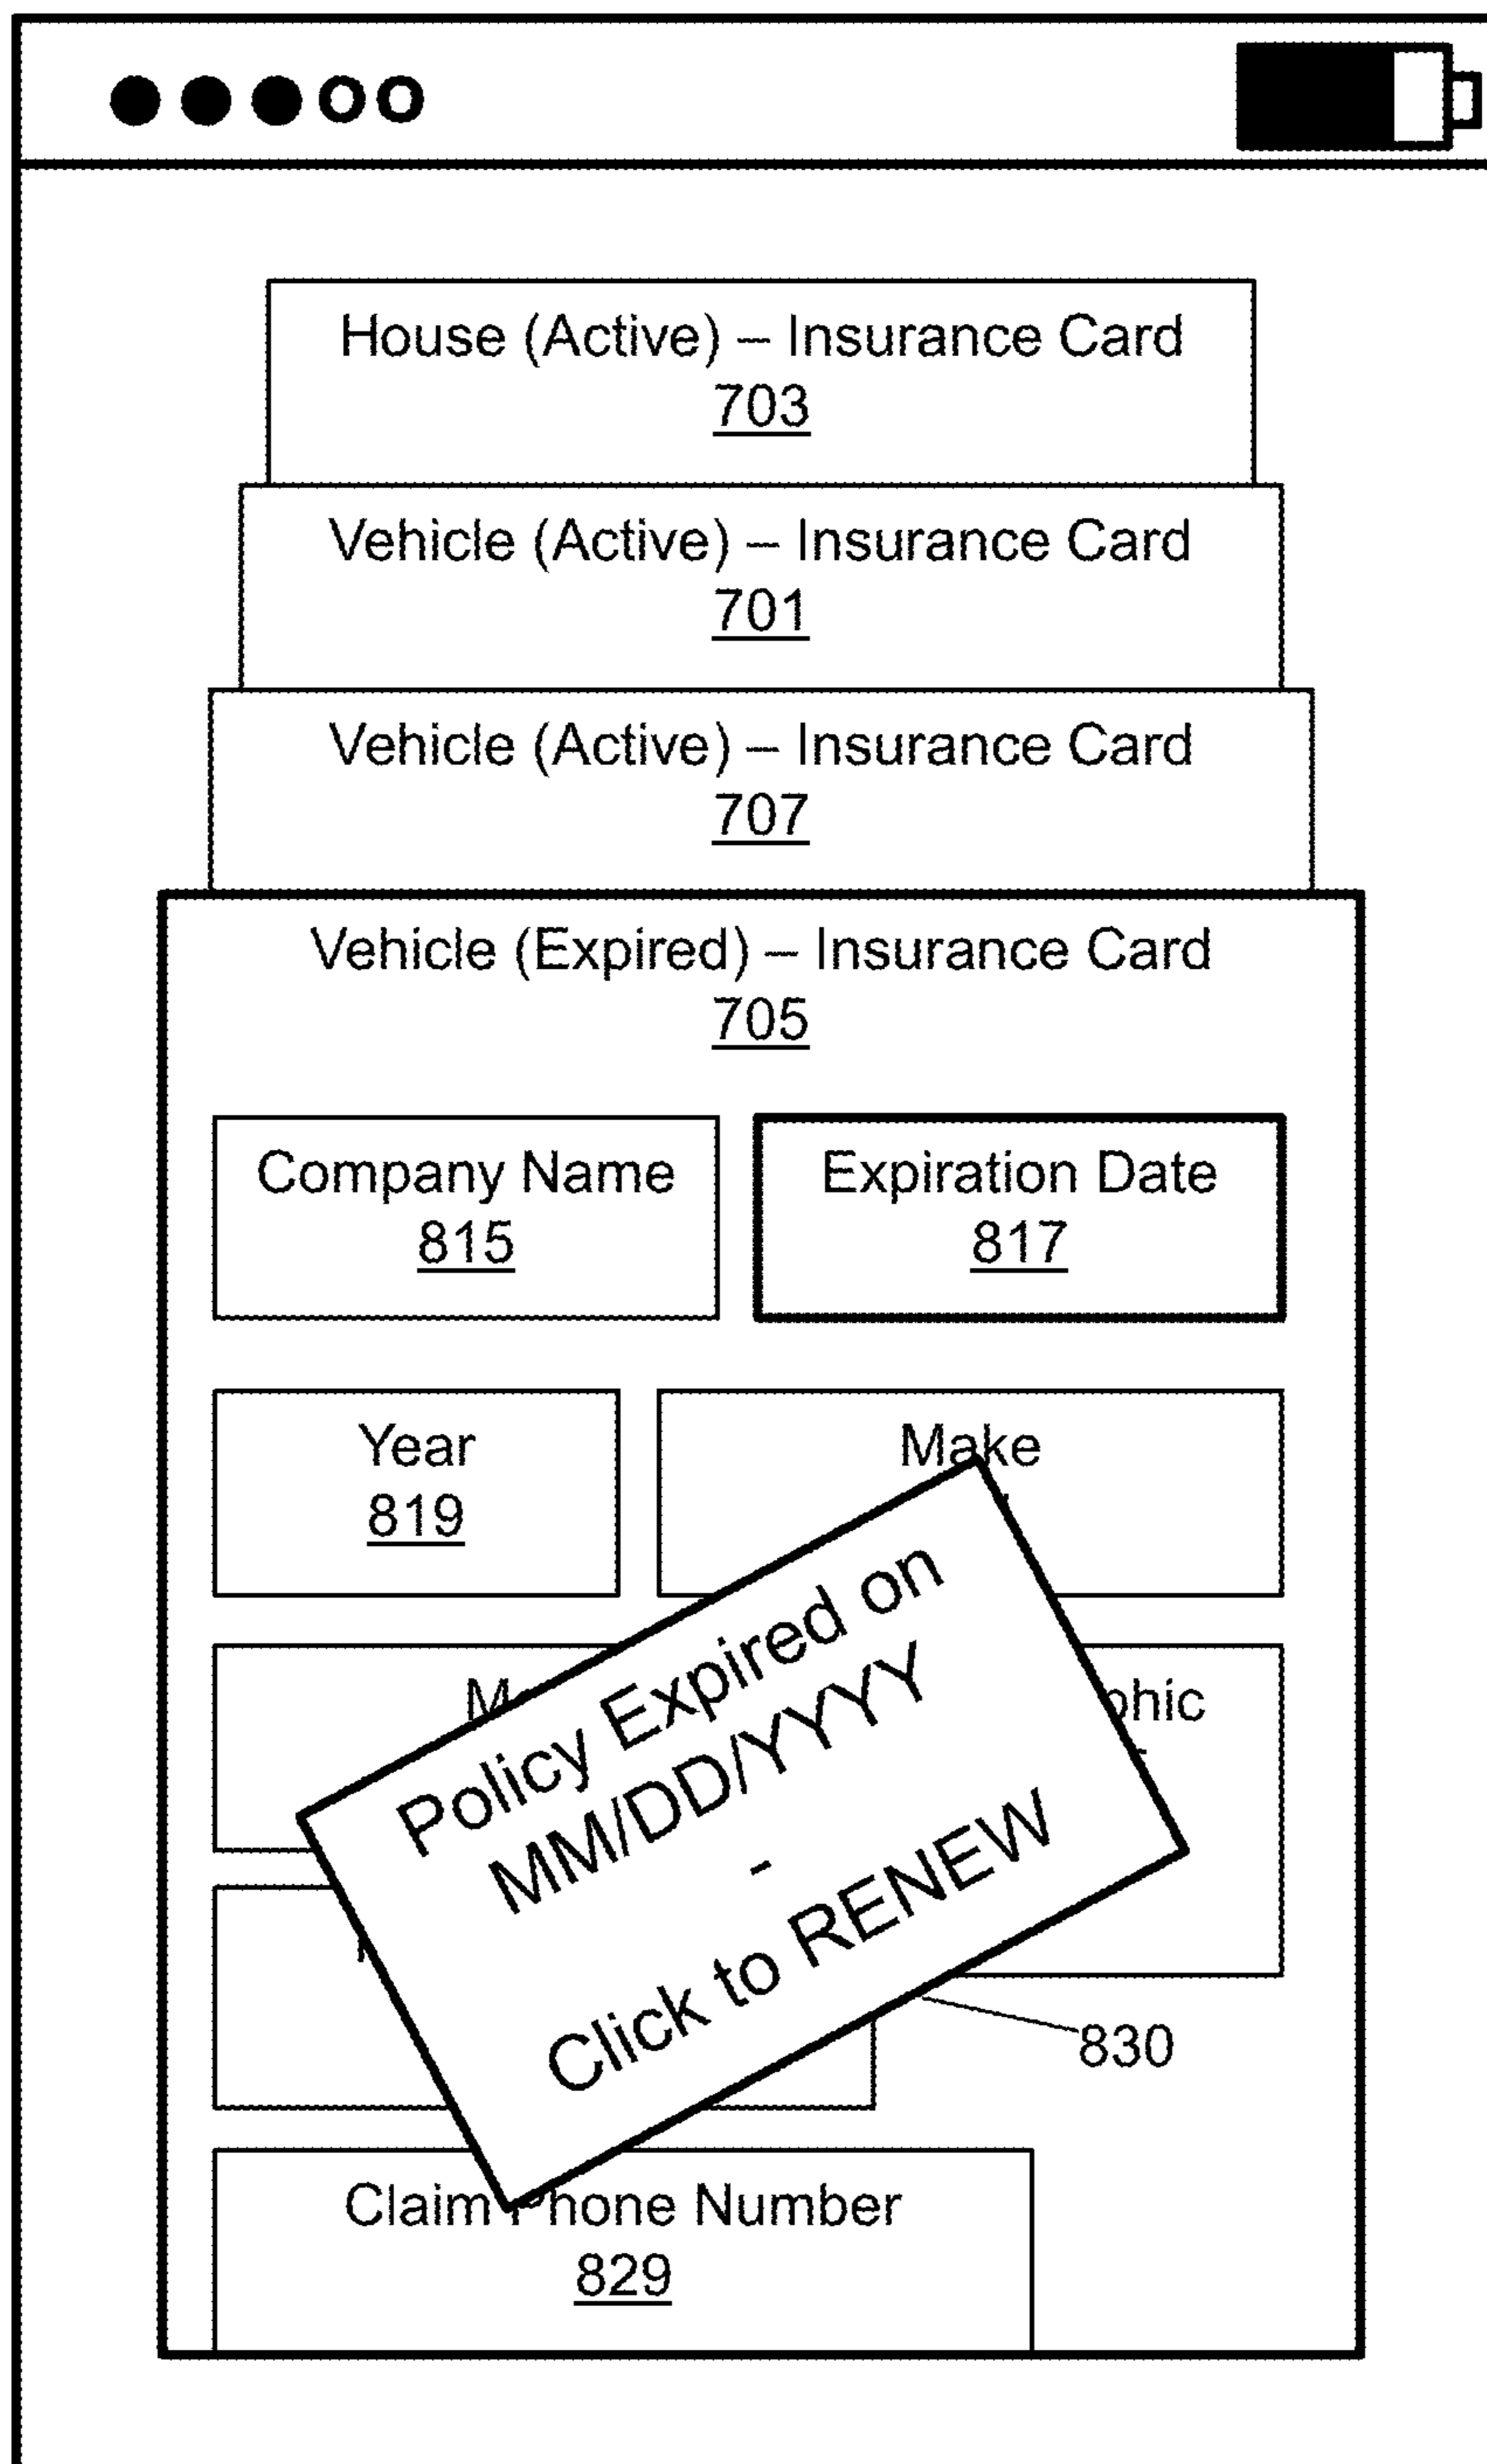 House (Active) – Insurance Card
703
Vehicle (Active) – Insurance Card
701
Vehicle (Active) – Insurance Card
707
Vehicle (Expired) – Insurance Card
705
Company Name
815
Expiration Date
817
Year
819
Make
Policy Expired on
MM/DD/YYYY
-
Click to RENEW
830
Claim Phone Number
829